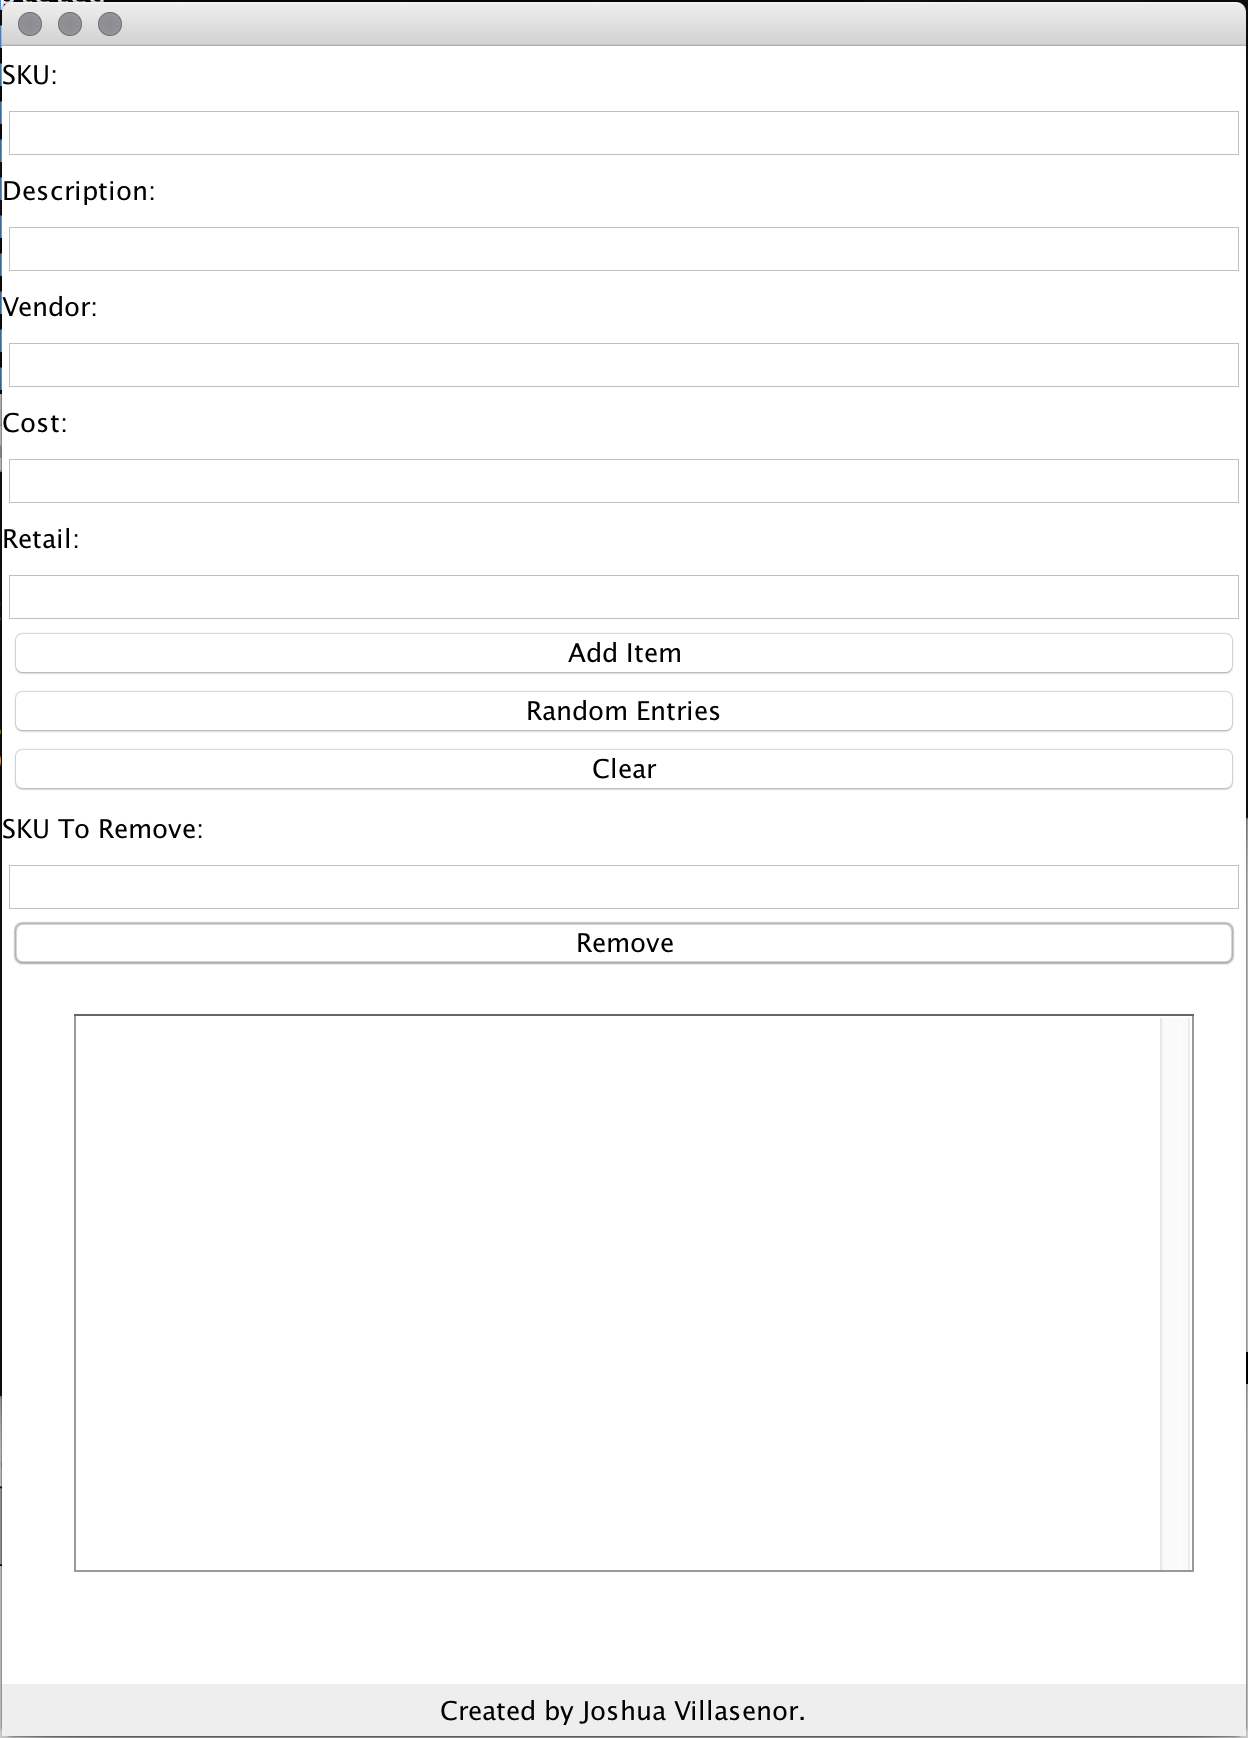 SKU:
Description:
Vendor:
Cost:
Retail:
Add Item
Random Entries
Clear
SKU To Remove:
Remove
Created by Joshua Villasenor.